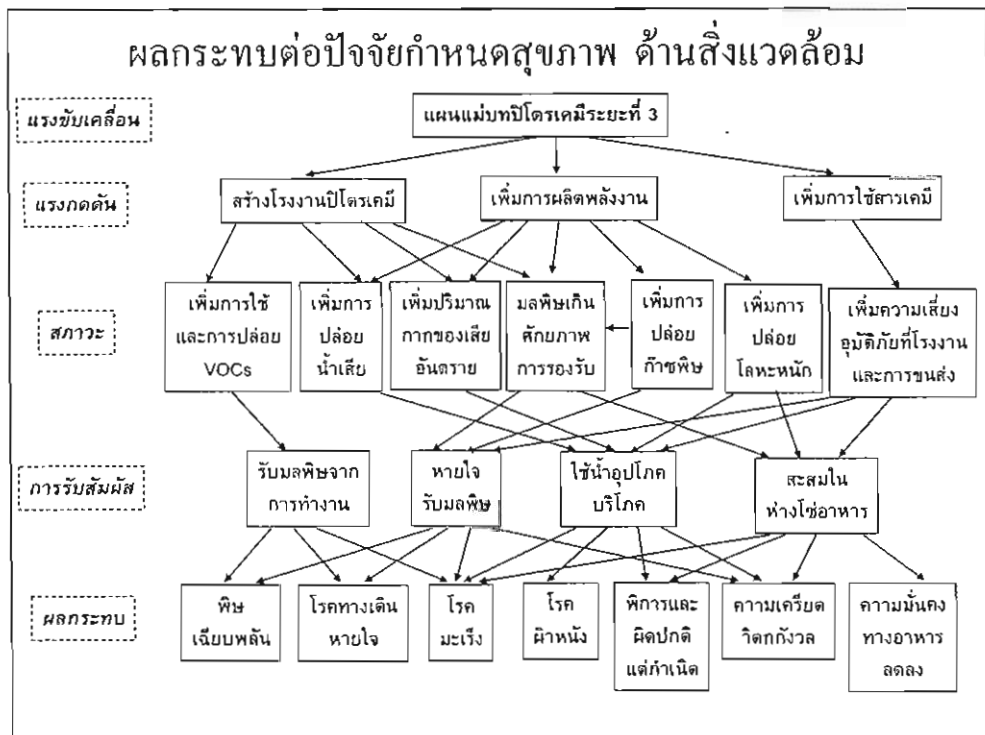 ผลกระทบต่อปัจจัยกำหนดสุขภาพ ด้านสิ่งแวดล้อม
แรงขับเคลื่อน
แผนแม่บทปิโตรเคมีระยะที่ 3
แรงกดดัน
สร้างโรงงานปิโตรเคมี
เพิ่มการผลิตพลังงาน
เพิ่มการใช้สารเคมี
สภาวะ
เพิ่มการใช้
และการปล่อย
VOCs
เพิ่มการ
ปล่อย
น้ำเสีย
เพิ่มปริมาณ
กากของเสีย
อันตราย
มลพิษเกิน
ศักยภาพ
การรองรับ
เพิ่มการ
ปล่อย
ก๊าซพิษ
เพิ่มการ
ปล่อย
โลหะหนัก
เพิ่มความเสี่ยง
อุบัติภัยที่โรงงาน
และการขนส่ง
การรับสัมผัส
รับมลพิษจาก
การทำงาน
หายใจ
รับมลพิษ
ใช้น้ำอุปโภค
บริโภค
สะสมใน
ห่วงโซ่อาหาร
ผลกระทบ
พิษ
เฉียบพลัน
โรคทางเดิน
หายใจ
โรค
มะเร็ง
โรค
ผิวหนัง
พิการและ
ผิดปกติ
แต่กำเนิด
ความเครียด
วิตกกังวล
ความมั่นคง
ทางอาหาร
ลดลง